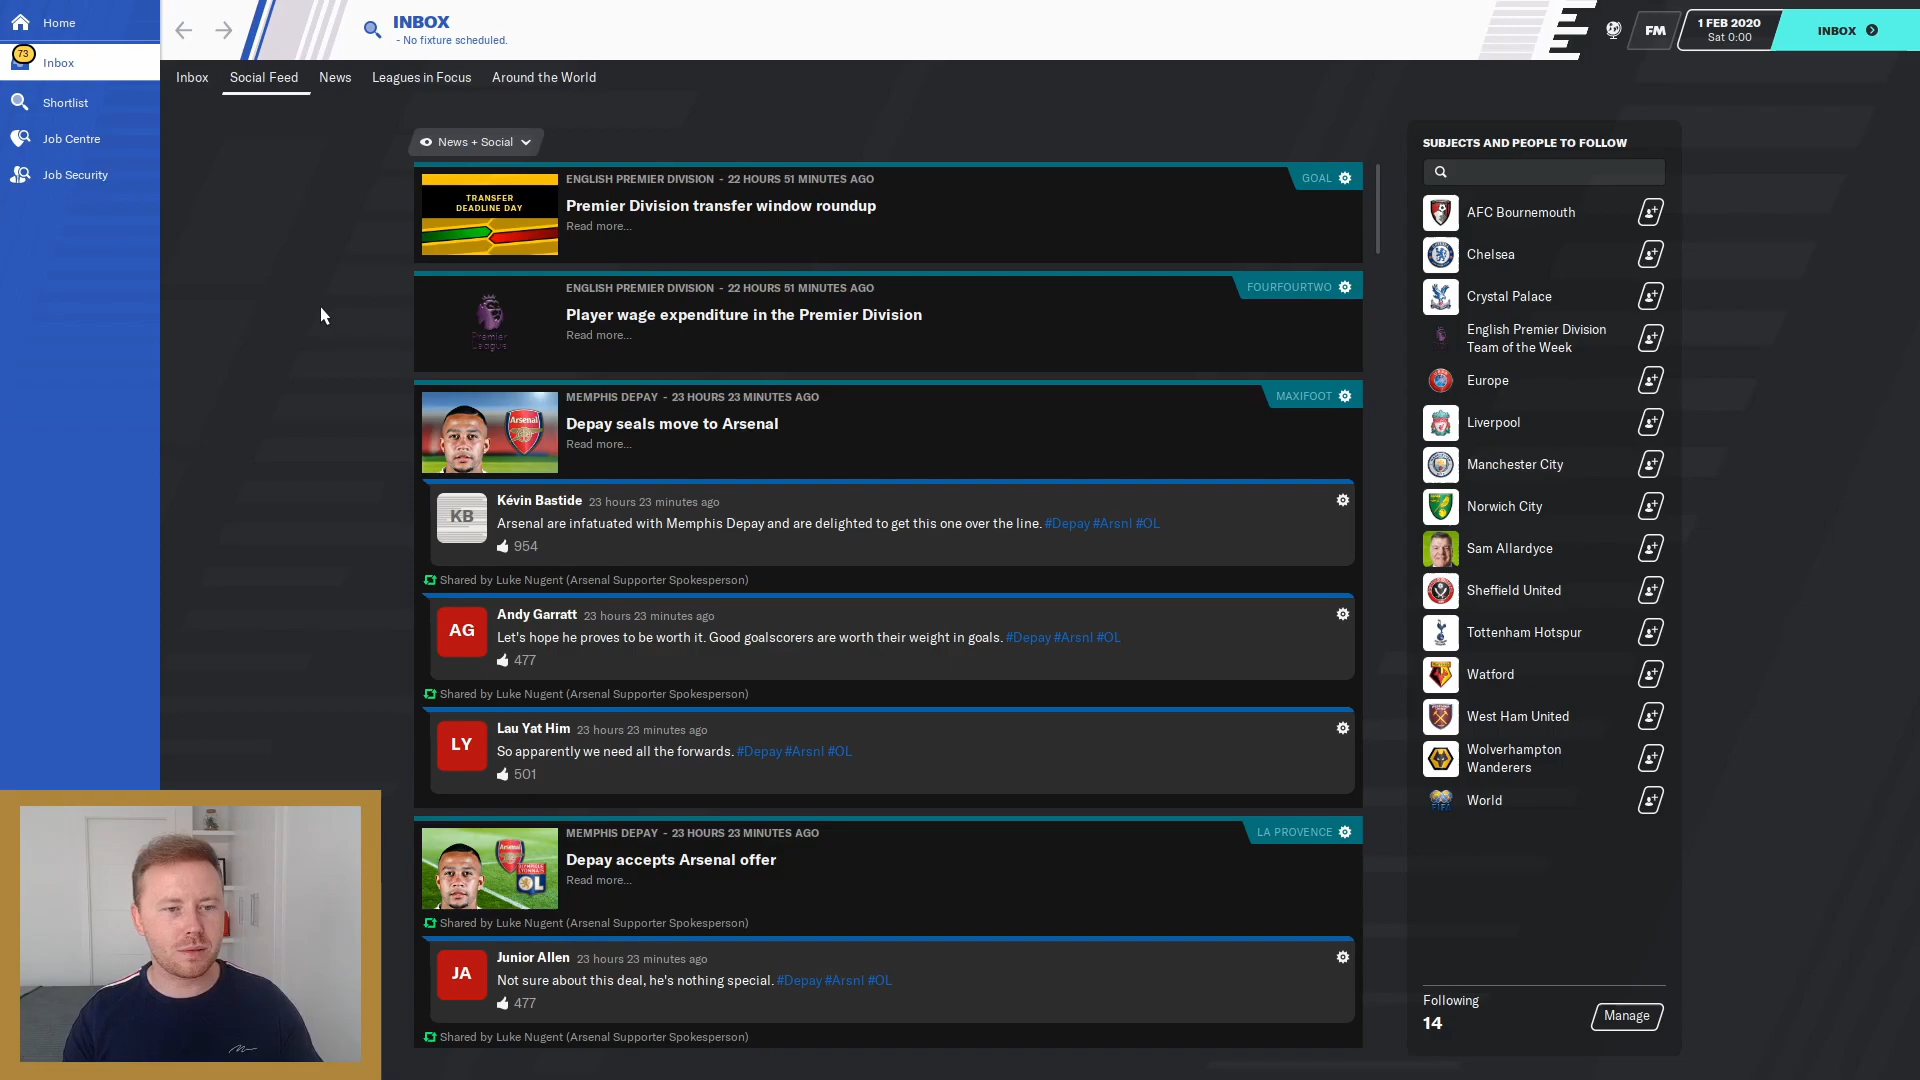 Home
73
Inbox
Shortlist
Job Centre
Job Security
INBOX
- No fixture scheduled.
FM
1 FEB 2020
Sat 0:00
INBOX
Inbox
Social Feed
News
Leagues in Focus
Around the World
News + Social
TRANSFER
DEADLINE DAY
ENGLISH PREMIER DIVISION - 22 HOURS 51 MINUTES AGO
GOAL
Premier Division transfer window roundup
Read more...
Premier
League
ENGLISH PREMIER DIVISION - 22 HOURS 51 MINUTES AGO
FOURFOURTWO
Player wage expenditure in the Premier Division
Read more...
Arsenal
MEMPHIS DEPAY - 23 HOURS 23 MINUTES AGO
MAXIFOOT
Depay seals move to Arsenal
Read more...
KB
Kévin Bastide 23 hours 23 minutes ago
Arsenal are infatuated with Memphis Depay and are delighted to get this one over the line. #Depay #Arsnl #OL
954
Shared by Luke Nugent (Arsenal Supporter Spokesperson)
AG
Andy Garratt 23 hours 23 minutes ago
Let's hope he proves to be worth it. Good goalscorers are worth their weight in goals. #Depay #Arsnl #OL
477
Shared by Luke Nugent (Arsenal Supporter Spokesperson)
LY
Lau Yat Him 23 hours 23 minutes ago
So apparently we need all the forwards. #Depay #Arsnl #OL
501
Arsenal
OL
MEMPHIS DEPAY - 23 HOURS 23 MINUTES AGO
LA PROVENCE
Depay accepts Arsenal offer
Read more...
Shared by Luke Nugent (Arsenal Supporter Spokesperson)
JA
Junior Allen 23 hours 23 minutes ago
Not sure about this deal, he's nothing special. #Depay #Arsnl #OL
477
Shared by Luke Nugent (Arsenal Supporter Spokesperson)
SUBJECTS AND PEOPLE TO FOLLOW
AFC Bournemouth
Chelsea
Crystal Palace
English Premier Division
Team of the Week
Europe
Liverpool
Manchester City
Norwich City
Sam Allardyce
Sheffield United
Tottenham Hotspur
Watford
West Ham United
Wolverhampton
Wanderers
FIFA
World
Following
14
Manage